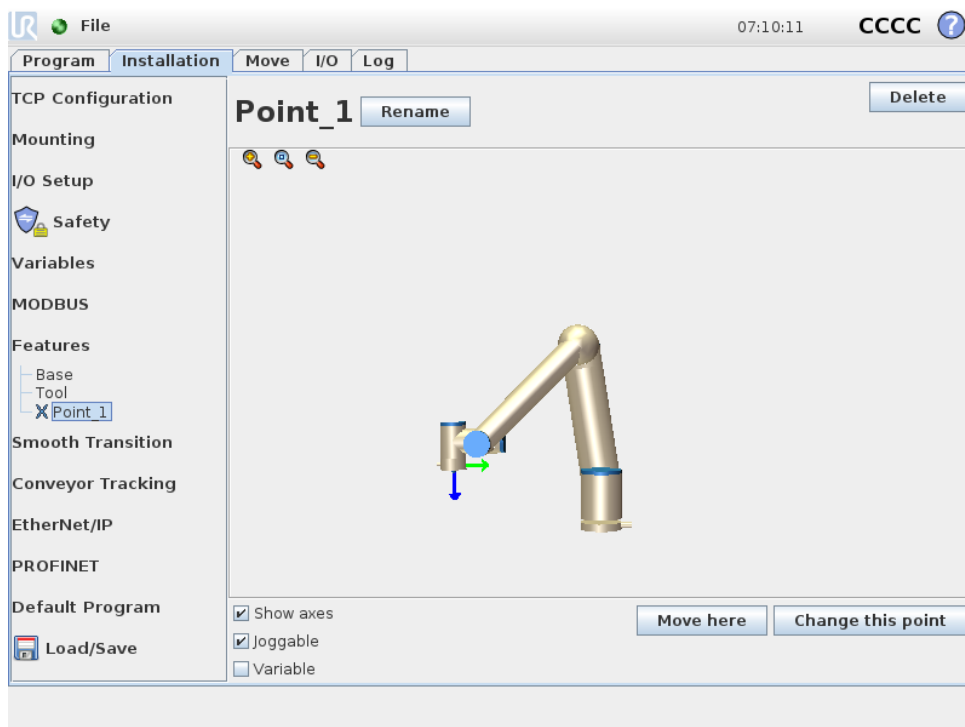 UR File 07:10:11 CCCC ?
Program Installation Move I/O Log
TCP Configuration
Mounting
I/O Setup
Safety
Variables
MODBUS
Features
Base
Tool
Point_1
Smooth Transition
Conveyor Tracking
EtherNet/IP
PROFINET
Default Program
Load/Save
Point_1 Rename Delete
Show axes
Joggable
Variable
Move here Change this point